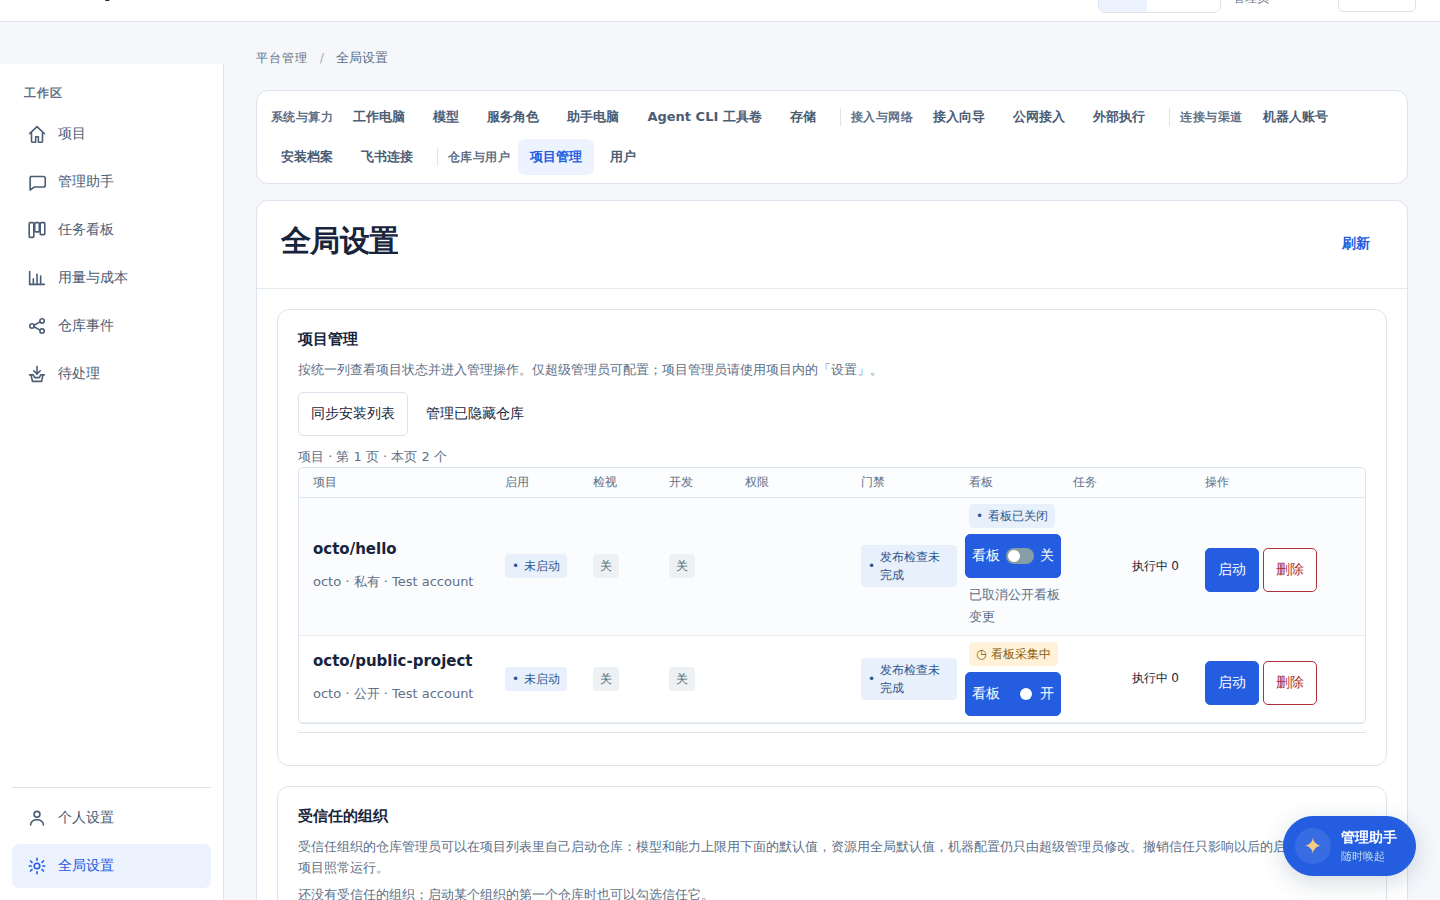 平台管理 / 全局设置
工作区
项目
管理助手
任务看板
用量与成本
仓库事件
待处理
个人设置
全局设置
系统与算力 工作电脑 模型 服务角色 助手电脑 Agent CLI 工具卷 存储 接入与网络 接入向导 公网接入 外部执行 连接与渠道 机器人账号
安装档案 飞书连接 仓库与用户 项目管理 用户
全局设置
刷新
项目管理
按统一列查看项目状态并进入管理操作。仅超级管理员可配置；项目管理员请使用项目内的「设置」。
同步安装列表 管理已隐藏仓库
项目 · 第 1 页 · 本页 2 个
项目 启用 检视 开发 权限 门禁 看板 任务 操作
octo/hello
octo · 私有 · Test account
• 未启动
关
关
• 发布检查未
完成
• 看板已关闭
看板 关
已取消公开看板
变更
执行中 0
启动
删除
octo/public-project
octo · 公开 · Test account
• 未启动
关
关
• 发布检查未
完成
◷ 看板采集中
看板 开
执行中 0
启动
删除
受信任的组织
受信任组织的仓库管理员可以在项目列表里自己启动仓库：模型和能力上限用下面的默认值，资源用全局默认值，机器配置仍只由超级管理员修改。撤销信任只影响以后的启
项目照常运行。
还没有受信任的组织；启动某个组织的第一个仓库时也可以勾选信任它。
管理助手
随时唤起